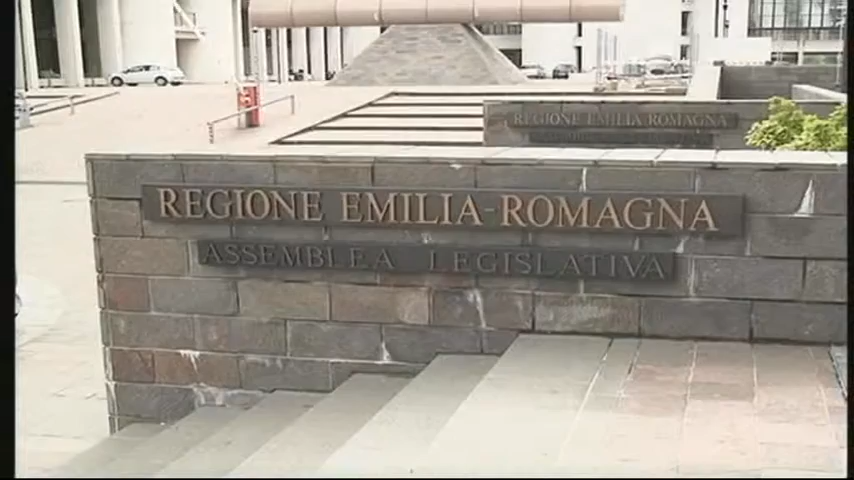 REGIONE EMILIA ROMAGNA
REGIONE EMILIA-ROMAGNA
ASSEMBLEA LEGISLATIVA